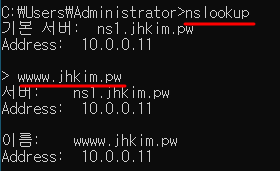 C:₩Users₩Administrator>nslookup
기본 서버:  ns1.jhkim.pw
Address:  10.0.0.11
> wwww.jhkim.pw
서버:    ns1.jhkim.pw
Address:  10.0.0.11
이름:    wwww.jhkim.pw
Address:  10.0.0.11